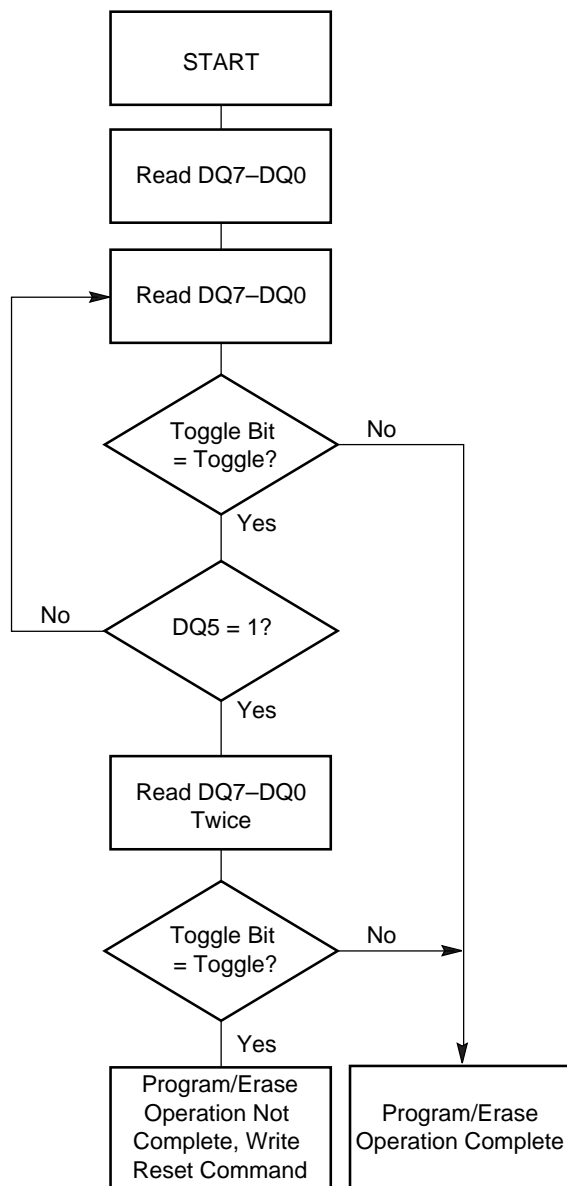 START
Read DQ7–DQ0
Read DQ7–DQ0
Toggle Bit
= Toggle?
No
Yes
No
DQ5 = 1?
Yes
Read DQ7–DQ0
Twice
Toggle Bit
= Toggle?
No
Yes
Program/Erase
Operation Not
Complete, Write
Reset Command
Program/Erase
Operation Complete